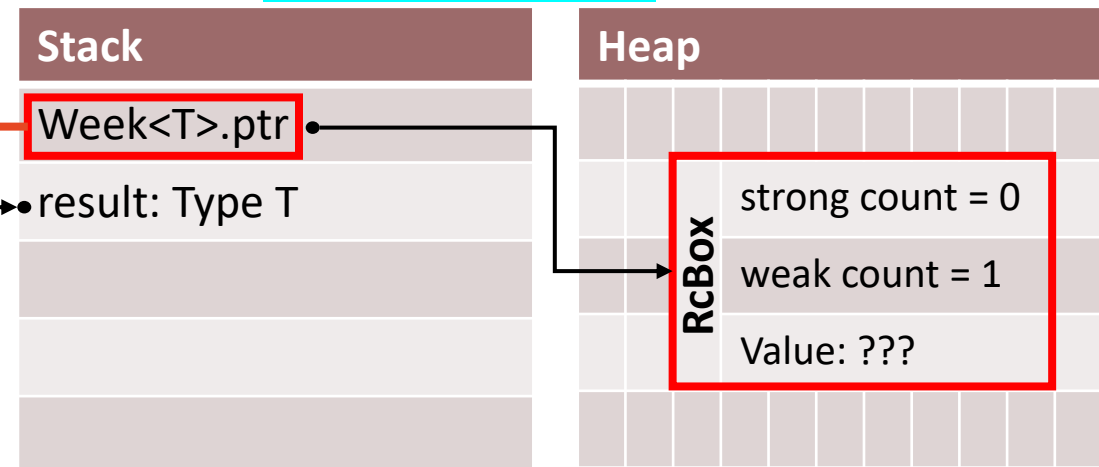 Stack
Week<T>.ptr
result: Type T
Heap
RcBox
strong count = 0
weak count = 1
Value: ???